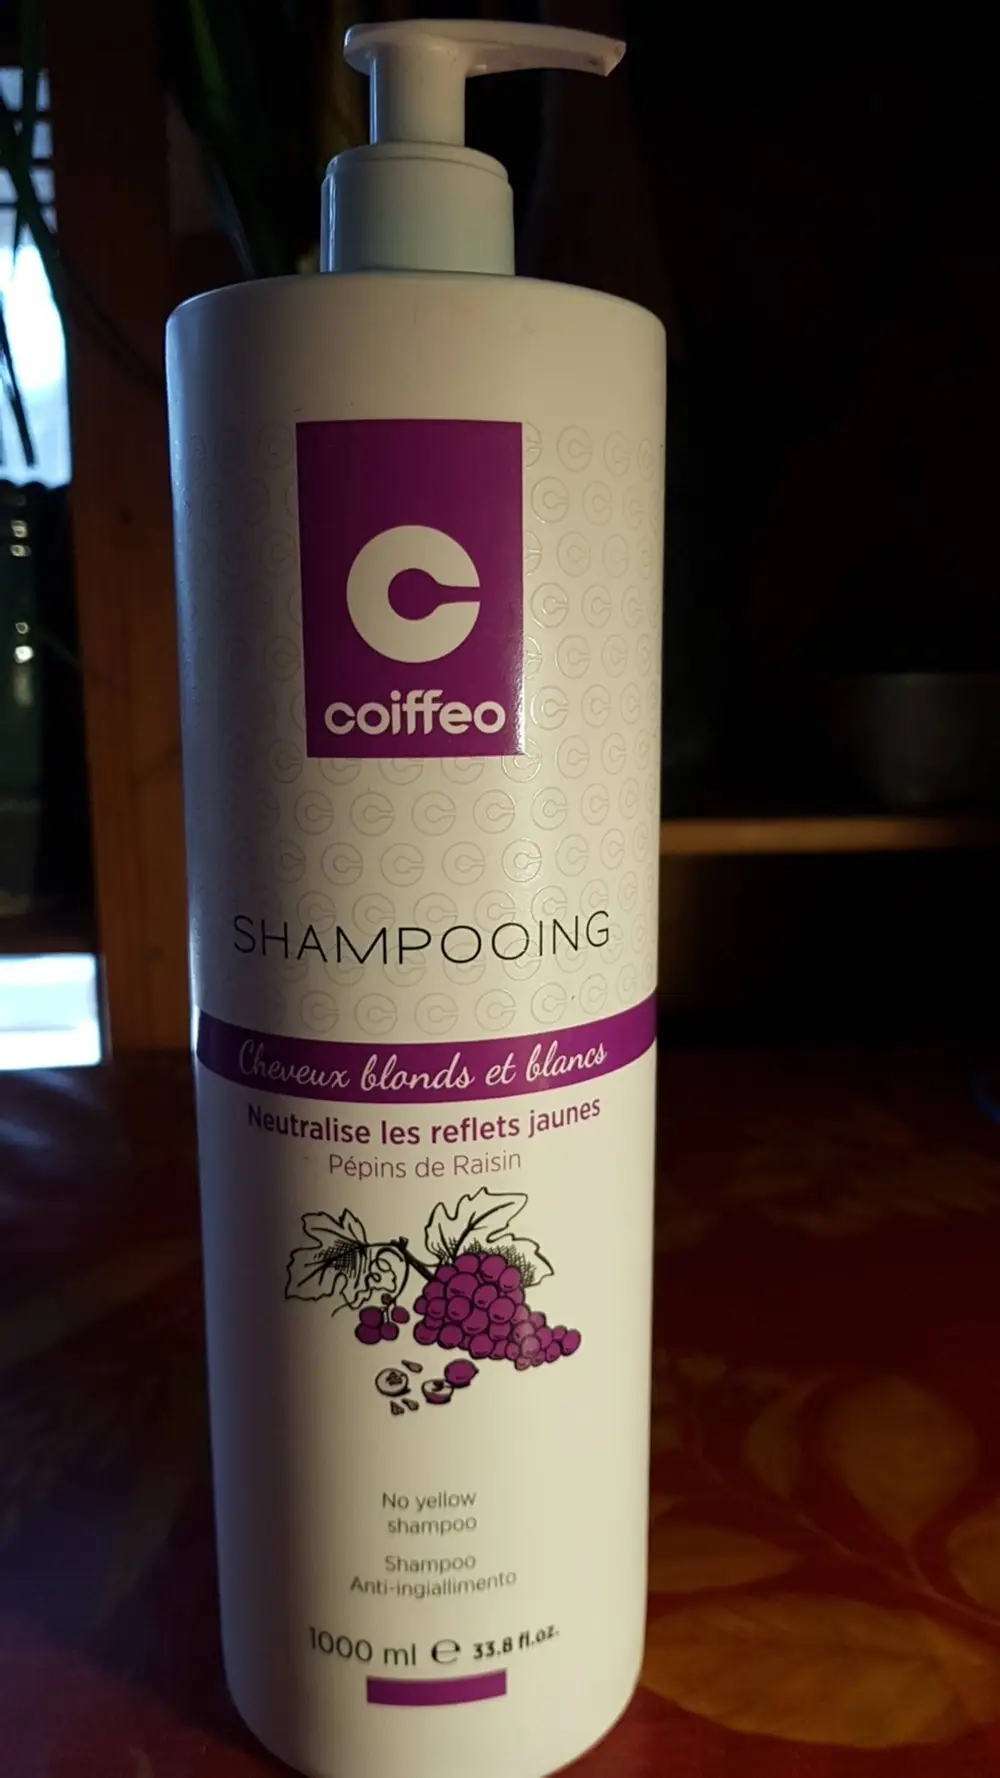 coiffeo
SHAMPOOING
Cheveux blonds et blancs
Neutralise les reflets jaunes
Pépins de Raisin
No yellow
shampoo
Shampoo
Anti-ingiallimento
1000 ml e 33.8 fl.oz.